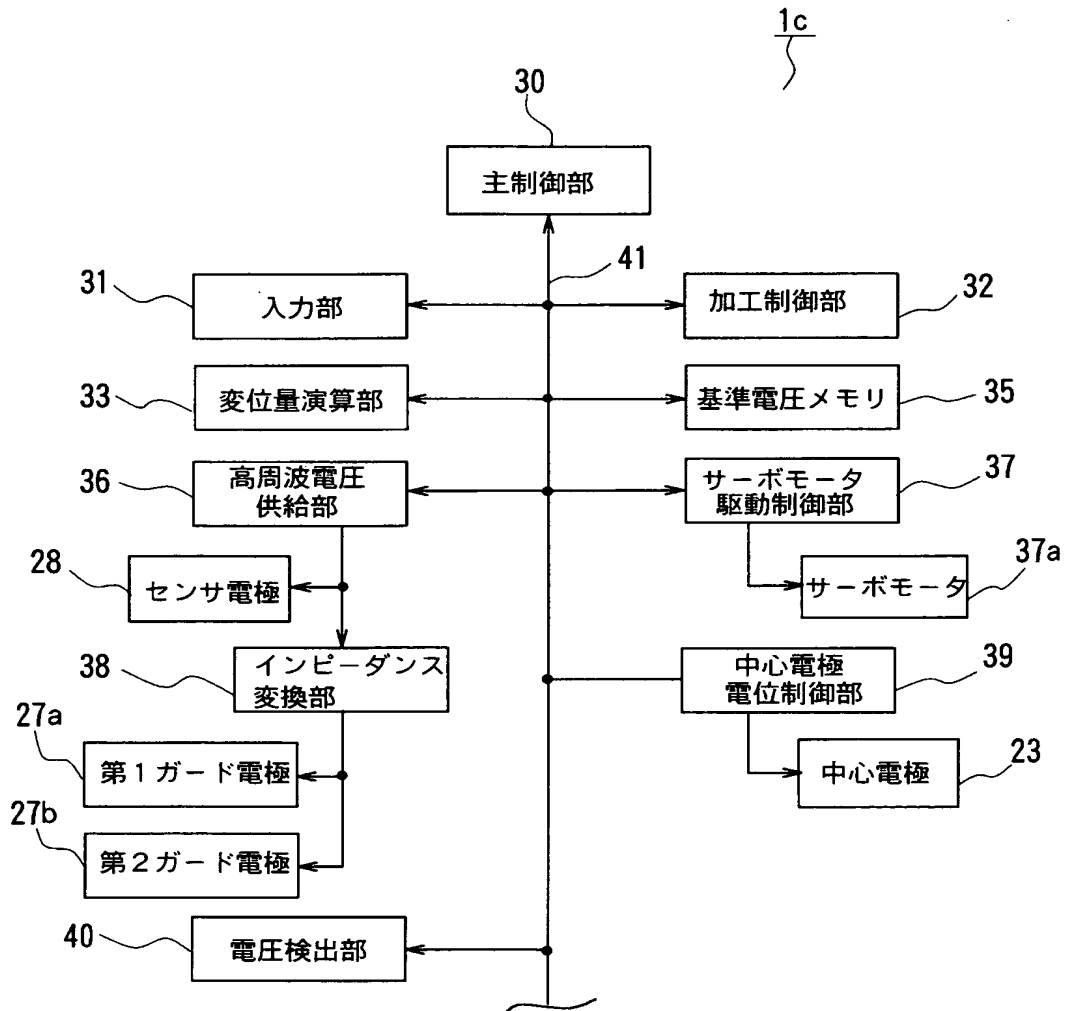 1c
30
主制御部
41
31
入力部
加工制御部
32
33
変位量演算部
基準電圧メモリ
35
36
高周波電圧
供給部
サーボモータ
駆動制御部
37
28
センサ電極
サーボモータ
37a
38
インピーダンス
変換部
中心電極
電位制御部
39
27a
第1ガード電極
中心電極
23
27b
第2ガード電極
40
電圧検出部